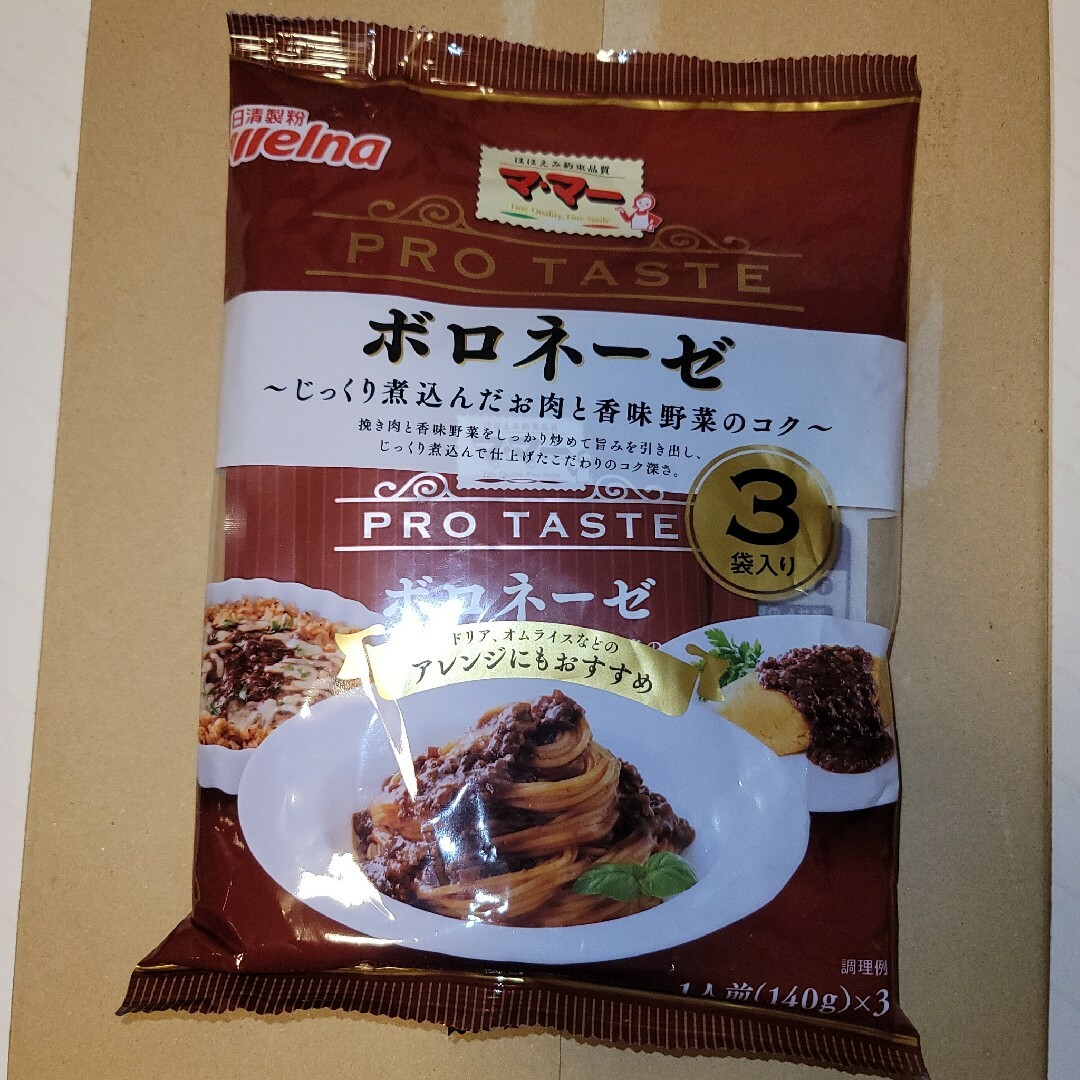 日清製粉
Welna
ほほえみ約束品質
マ・マー
Fine Quality, Fine Smile
PRO TASTE
ボロネーゼ
～じっくり煮込んだお肉と香味野菜のコク～
挽き肉と香味野菜をしっかり炒めて旨みを引き出し、
じっくり煮込んで仕上げたこだわりのコク深さ。
3
袋入り
PRO TASTE
ボロネーゼ
ドリア、オムライスなどの
アレンジにもおすすめ
調理例
1人前(140g)×3